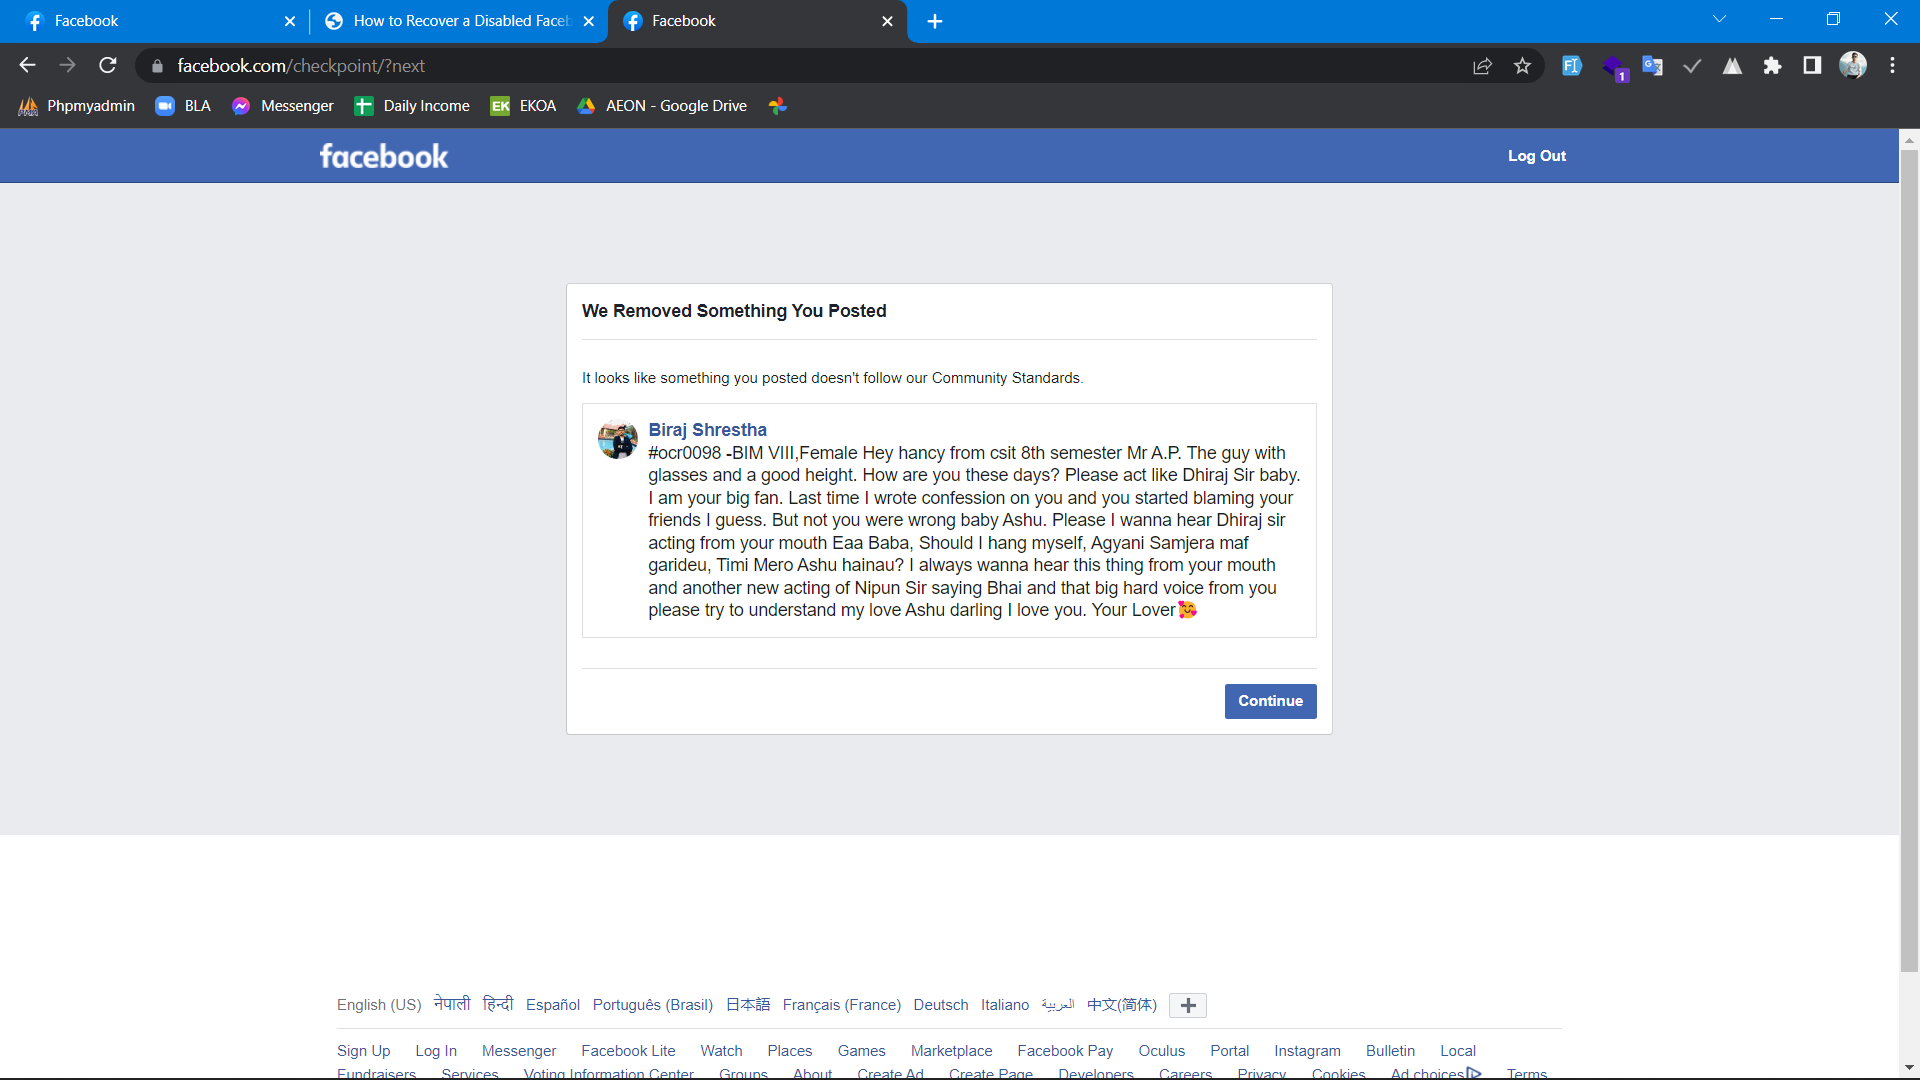 Facebook
How to Recover a Disabled Faceb
Facebook
facebook.com/checkpoint/?next
1
Phpmyadmin
BLA
Messenger
Daily Income
EK EKOA
AEON - Google Drive
facebook
Log Out
We Removed Something You Posted
It looks like something you posted doesn't follow our Community Standards.
Biraj Shrestha
#ocr0098 -BIM VIII,Female Hey hancy from csit 8th semester Mr A.P. The guy with
glasses and a good height. How are you these days? Please act like Dhiraj Sir baby.
I am your big fan. Last time I wrote confession on you and you started blaming your
friends I guess. But not you were wrong baby Ashu. Please I wanna hear Dhiraj sir
acting from your mouth Eaa Baba, Should I hang myself, Agyani Samjera maf
garideu, Timi Mero Ashu hainau? I always wanna hear this thing from your mouth
and another new acting of Nipun Sir saying Bhai and that big hard voice from you
please try to understand my love Ashu darling I love you. Your Lover🥰
Continue
English (US) नेपाली हिन्दी Español Português (Brasil) 日本語 Français (France) Deutsch Italiano العربية 中文(简体)
Sign Up Log In Messenger Facebook Lite Watch Places Games Marketplace Facebook Pay Oculus Portal Instagram Bulletin Local
Fundraisers Services Voting Information Center Groups About Create Ad Create Page Developers Careers Privacy Cookies Ad choices Terms